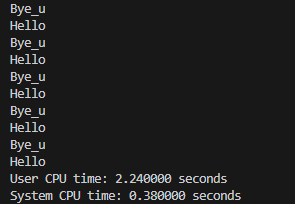 Bye_u
Hello
Bye_u
Hello
Bye_u
Hello
Bye_u
Hello
Bye_u
Hello
User CPU time: 2.240000 seconds
System CPU time: 0.380000 seconds